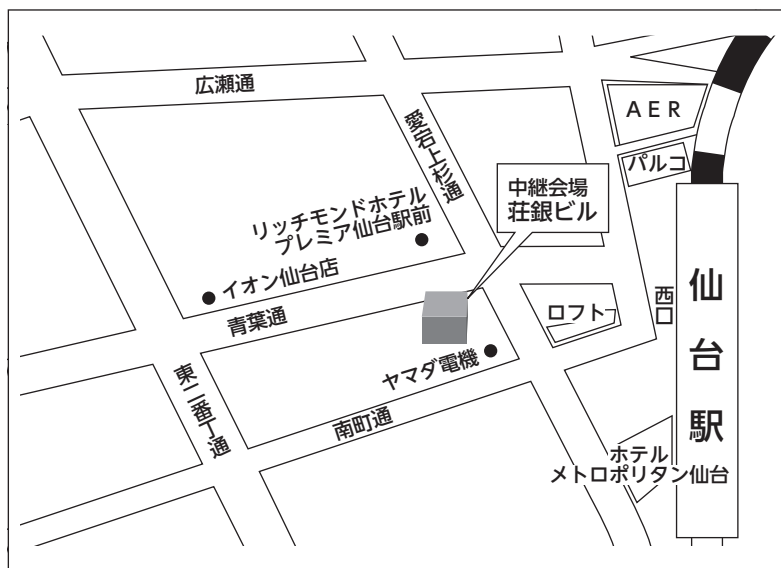 広瀬通
愛宕上杉通
AER
パルコ
中継会場
荘銀ビル
リッチモンドホテル
プレミア仙台駅前
イオン仙台店
青葉通
ロフト
西口
仙台駅
ヤマダ電機
東二番丁通
南町通
ホテル
メトロポリタン仙台